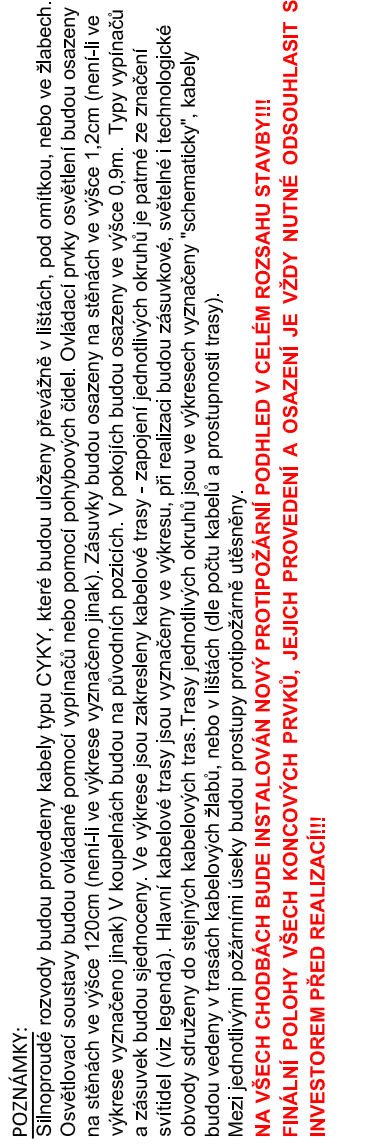 POZNÁMKY:
Silnoproudé rozvody budou provedeny kabely typu CYKY, které budou uloženy převážně v lištách, pod omítkou, nebo ve žlabech.
Osvětlovací soustavy budou ovládané pomocí vypínačů nebo pomocí pohybových čidel. Ovládací prvky osvětlení budou osazeny
na stěnách ve výšce 120cm (není-li ve výkrese vyznačeno jinak). Zásuvky budou osazeny na stěnách ve výšce 1,2cm (není-li ve
výkrese vyznačeno jinak) V koupelnách budou na původních pozicích. V pokojích budou osazeny ve výšce 0,9m. Typy vypínačů
a zásuvek budou sjednoceny. Ve výkrese jsou zakresleny kabelové trasy - zapojení jednotlivých okruhů je patrné ze značení
svítidel (viz legenda). Hlavní kabelové trasy jsou vyznačeny ve výkresu, při realizaci budou zásuvkové, světelné i technologické
obvody sdruženy do stejných kabelových tras.Trasy jednotlivých okruhů jsou ve výkresech vyznačeny "schematicky", kabely
budou vedeny v trasách kabelových žlabů, nebo v lištách (dle počtu kabelů a prostupnosti trasy).
Mezi jednotlivými požárními úseky budou prostupy protipožárně utěsněny.
NA VŠECH CHODBÁCH BUDE INSTALOVÁN NOVÝ PROTIPOŽÁRNÍ PODHLED V CELÉM ROZSAHU STAVBY!!!
FINÁLNÍ POLOHY VŠECH KONCOVÝCH PRVKŮ, JEJICH PROVEDENÍ A OSAZENÍ JE VŽDY NUTNÉ ODSOUHLASIT S
INVESTOREM PŘED REALIZACÍ!!!